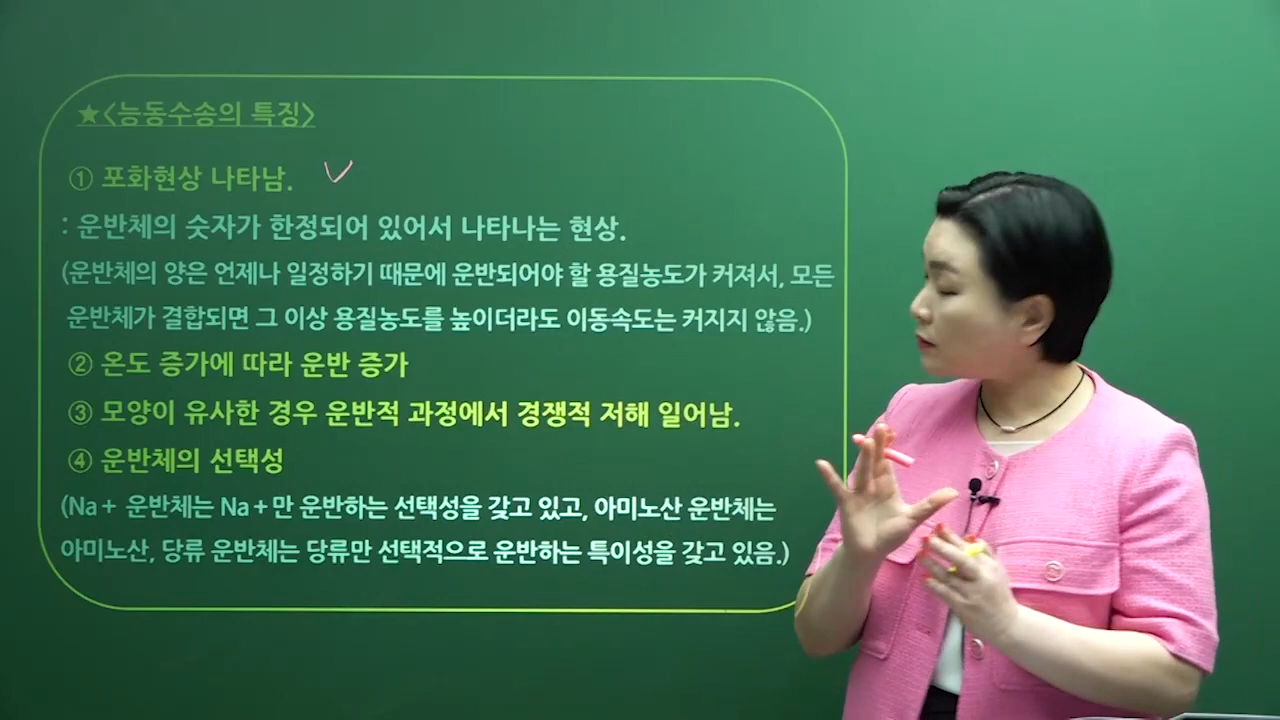 ★<능동수송의 특징>
① 포화현상 나타남.
: 운반체의 숫자가 한정되어 있어서 나타나는 현상.
(운반체의 양은 언제나 일정하기 때문에 운반되어야 할 용질농도가 커져서, 모든
운반체가 결합되면 그 이상 용질농도를 높이더라도 이동속도는 커지지 않음.)
② 온도 증가에 따라 운반 증가
③ 모양이 유사한 경우 운반적 과정에서 경쟁적 저해 일어남.
④ 운반체의 선택성
(Na+ 운반체는 Na+만 운반하는 선택성을 갖고 있고, 아미노산 운반체는
아미노산, 당류 운반체는 당류만 선택적으로 운반하는 특이성을 갖고 있음.)